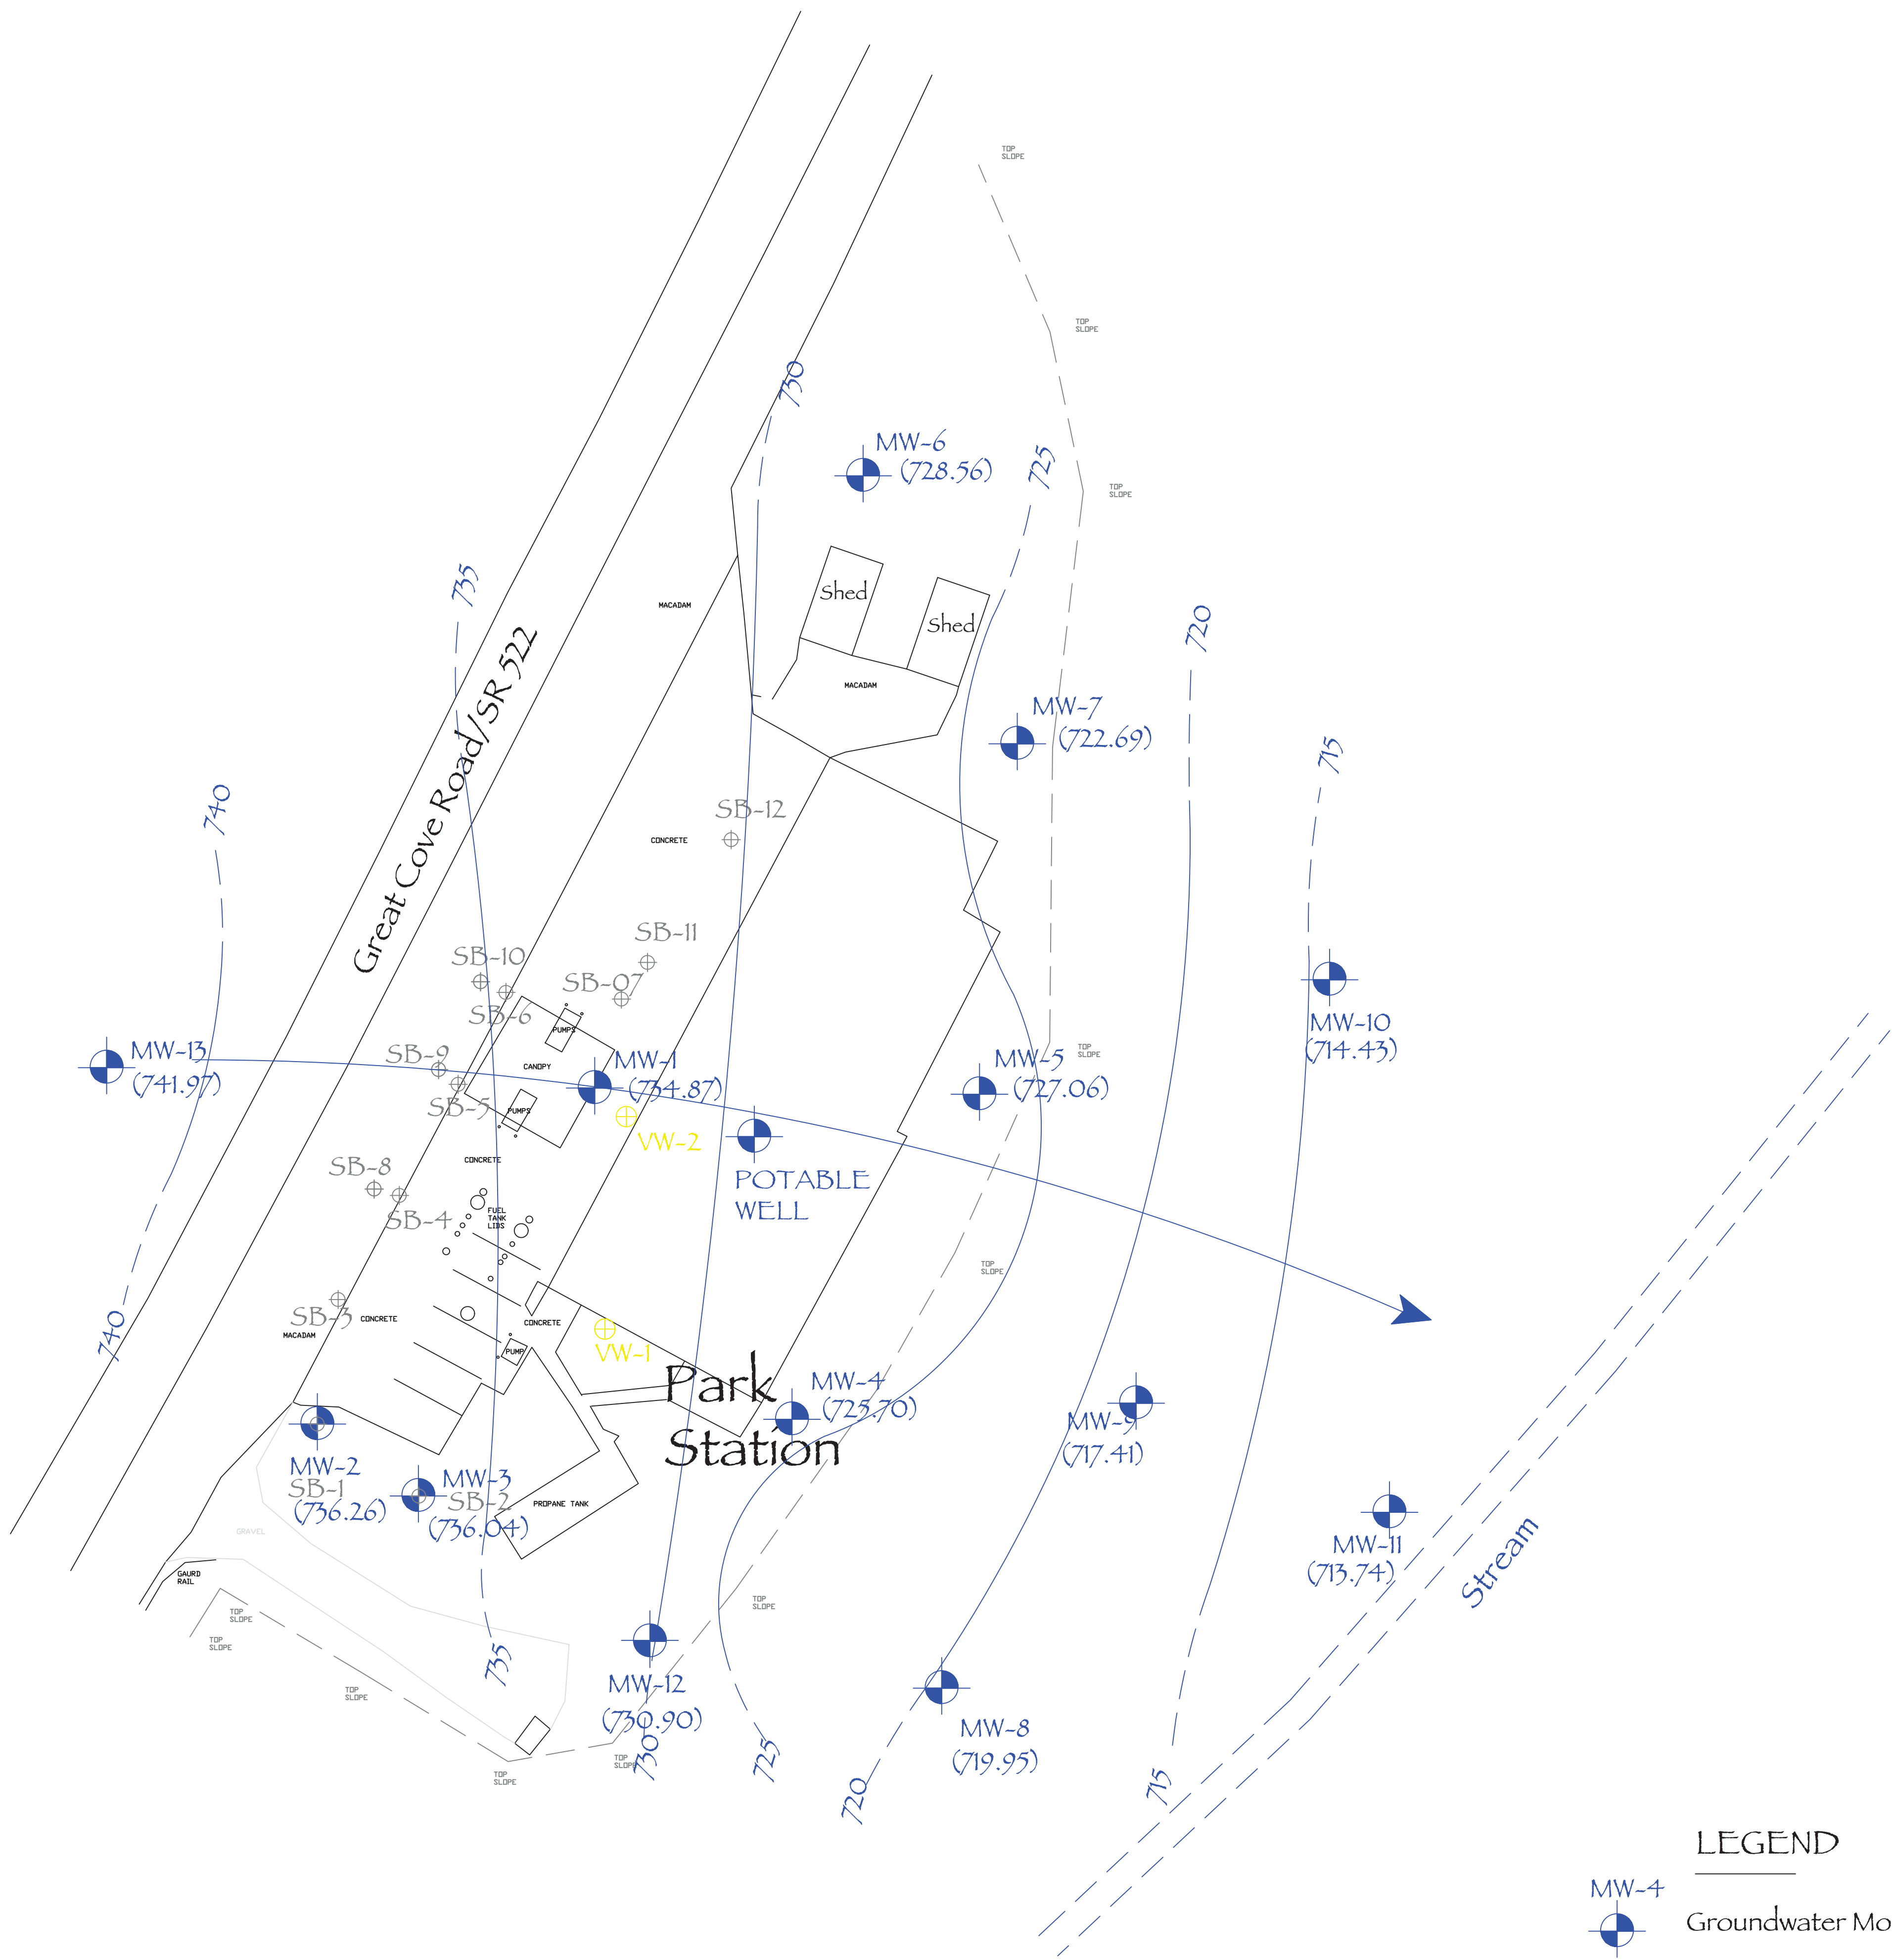 TOP
SLOPE
TOP
SLOPE
730
MW-6
(728.56)
725
TOP
SLOPE
735
Shed
Shed
MACADAM
720
MACADAM
Great Cove Road/SR 522
MW-7
(722.69)
715
740
SB-12
CONCRETE
SB-11
SB-10
SB-07
SB-6
PUMPS
MW-10
(714.43)
MW-13
(741.97)
SB-9
CANOPY
MW-1
(734.87)
MW-5
(727.06)
TOP
SLOPE
SB-5
PUMPS
VW-2
CONCRETE
SB-8
POTABLE
WELL
SB-4
FUEL
TANK
LIDS
TOP
SLOPE
740
SB-3
MACADAM
CONCRETE
CONCRETE
PUMP
VW-1
Park
Station
MW-4
(725.70)
MW-9
(717.41)
MW-2
SB-1
(736.26)
MW-3
SB-2
(736.04)
PROPANE TANK
GRAVEL
MW-11
(713.74)
Stream
GAURD
RAIL
TOP
SLOPE
TOP
SLOPE
TOP
SLOPE
735
TOP
SLOPE
MW-12
(730.90)
730
725
MW-8
(719.95)
TOP
SLOPE
TOP
SLOPE
720
715
LEGEND
MW-4
Groundwater Mo